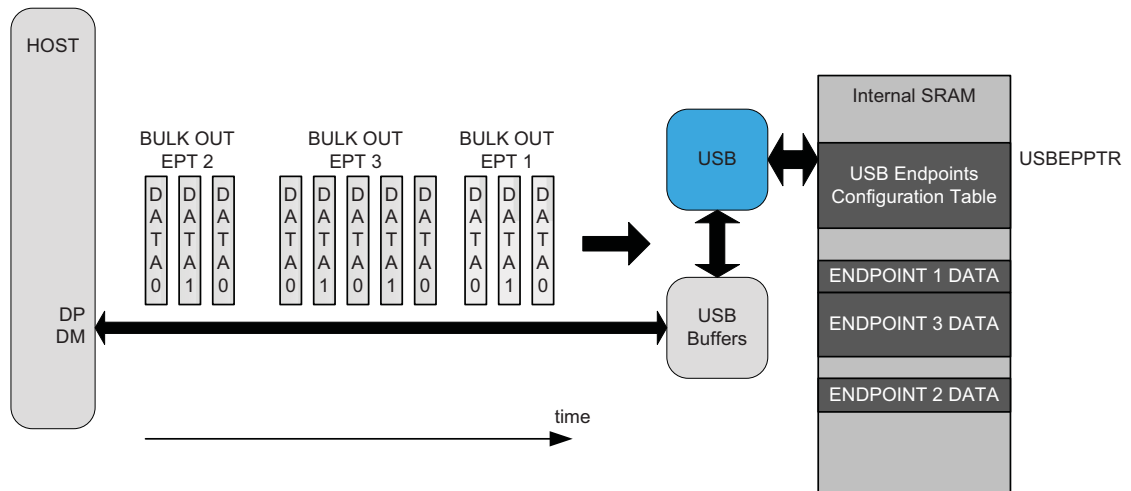 HOST
BULK OUT
EPT 2
BULK OUT
EPT 3
BULK OUT
EPT 1
DATA0
DATA1
DATA0
DATA0
DATA1
DATA0
DATA1
DATA0
DATA0
DATA1
DATA0
DP
DM
time
USB
USB
Buffers
Internal SRAM
USB Endpoints
Configuration Table
USBEPPTR
ENDPOINT 1 DATA
ENDPOINT 3 DATA
ENDPOINT 2 DATA